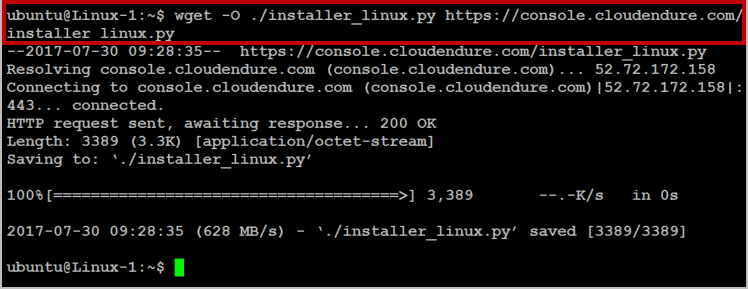 ubuntu@Linux-1:~$ wget -O ./installer_linux.py https://console.cloudendure.com/
installer_linux.py
--2017-07-30 09:28:35--  https://console.cloudendure.com/installer_linux.py
Resolving console.cloudendure.com (console.cloudendure.com)... 52.72.172.158
Connecting to console.cloudendure.com (console.cloudendure.com)|52.72.172.158|:
443... connected.
HTTP request sent, awaiting response... 200 OK
Length: 3389 (3.3K) [application/octet-stream]
Saving to: ‘./installer_linux.py’
100%[======================================>] 3,389       --.-K/s   in 0s
2017-07-30 09:28:35 (628 MB/s) - ‘./installer_linux.py’ saved [3389/3389]
ubuntu@Linux-1:~$